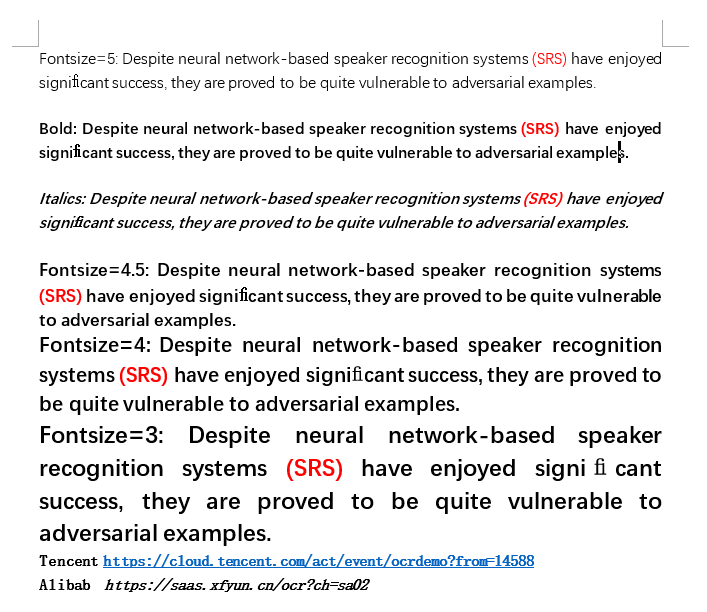 Fontsize=5: Despite neural network-based speaker recognition systems (SRS) have enjoyed
significant success, they are proved to be quite vulnerable to adversarial examples.
Bold: Despite neural network-based speaker recognition systems (SRS) have enjoyed
significant success, they are proved to be quite vulnerable to adversarial examples.
Italics: Despite neural network-based speaker recognition systems (SRS) have enjoyed
significant success, they are proved to be quite vulnerable to adversarial examples.
Fontsize=4.5: Despite neural network-based speaker recognition systems
(SRS) have enjoyed significant success, they are proved to be quite vulnerable
to adversarial examples.
Fontsize=4: Despite neural network-based speaker recognition
systems (SRS) have enjoyed significant success, they are proved to
be quite vulnerable to adversarial examples.
Fontsize=3: Despite neural network-based speaker
recognition systems (SRS) have enjoyed signi fi cant
success, they are proved to be quite vulnerable to
adversarial examples.
Tencent https://cloud.tencent.com/act/event/ocrdemo?from=14588
Alibab https://saas.xfyun.cn/ocr?ch=sa02